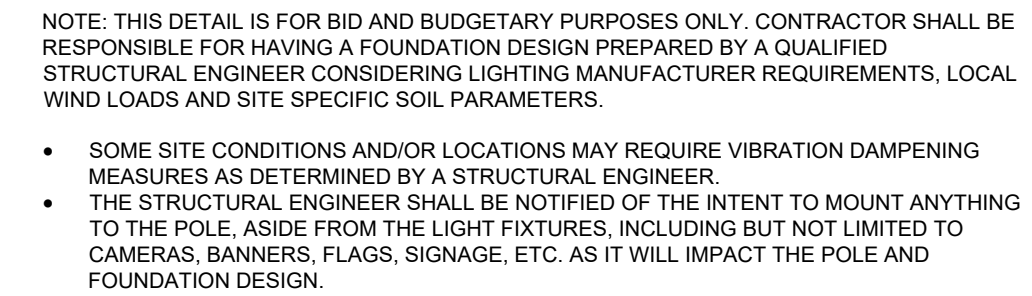 NOTE: THIS DETAIL IS FOR BID AND BUDGETARY PURPOSES ONLY. CONTRACTOR SHALL BE
RESPONSIBLE FOR HAVING A FOUNDATION DESIGN PREPARED BY A QUALIFIED
STRUCTURAL ENGINEER CONSIDERING LIGHTING MANUFACTURER REQUIREMENTS, LOCAL
WIND LOADS AND SITE SPECIFIC SOIL PARAMETERS.
• SOME SITE CONDITIONS AND/OR LOCATIONS MAY REQUIRE VIBRATION DAMPENING
MEASURES AS DETERMINED BY A STRUCTURAL ENGINEER.
• THE STRUCTURAL ENGINEER SHALL BE NOTIFIED OF THE INTENT TO MOUNT ANYTHING
TO THE POLE, ASIDE FROM THE LIGHT FIXTURES, INCLUDING BUT NOT LIMITED TO
CAMERAS, BANNERS, FLAGS, SIGNAGE, ETC. AS IT WILL IMPACT THE POLE AND
FOUNDATION DESIGN.